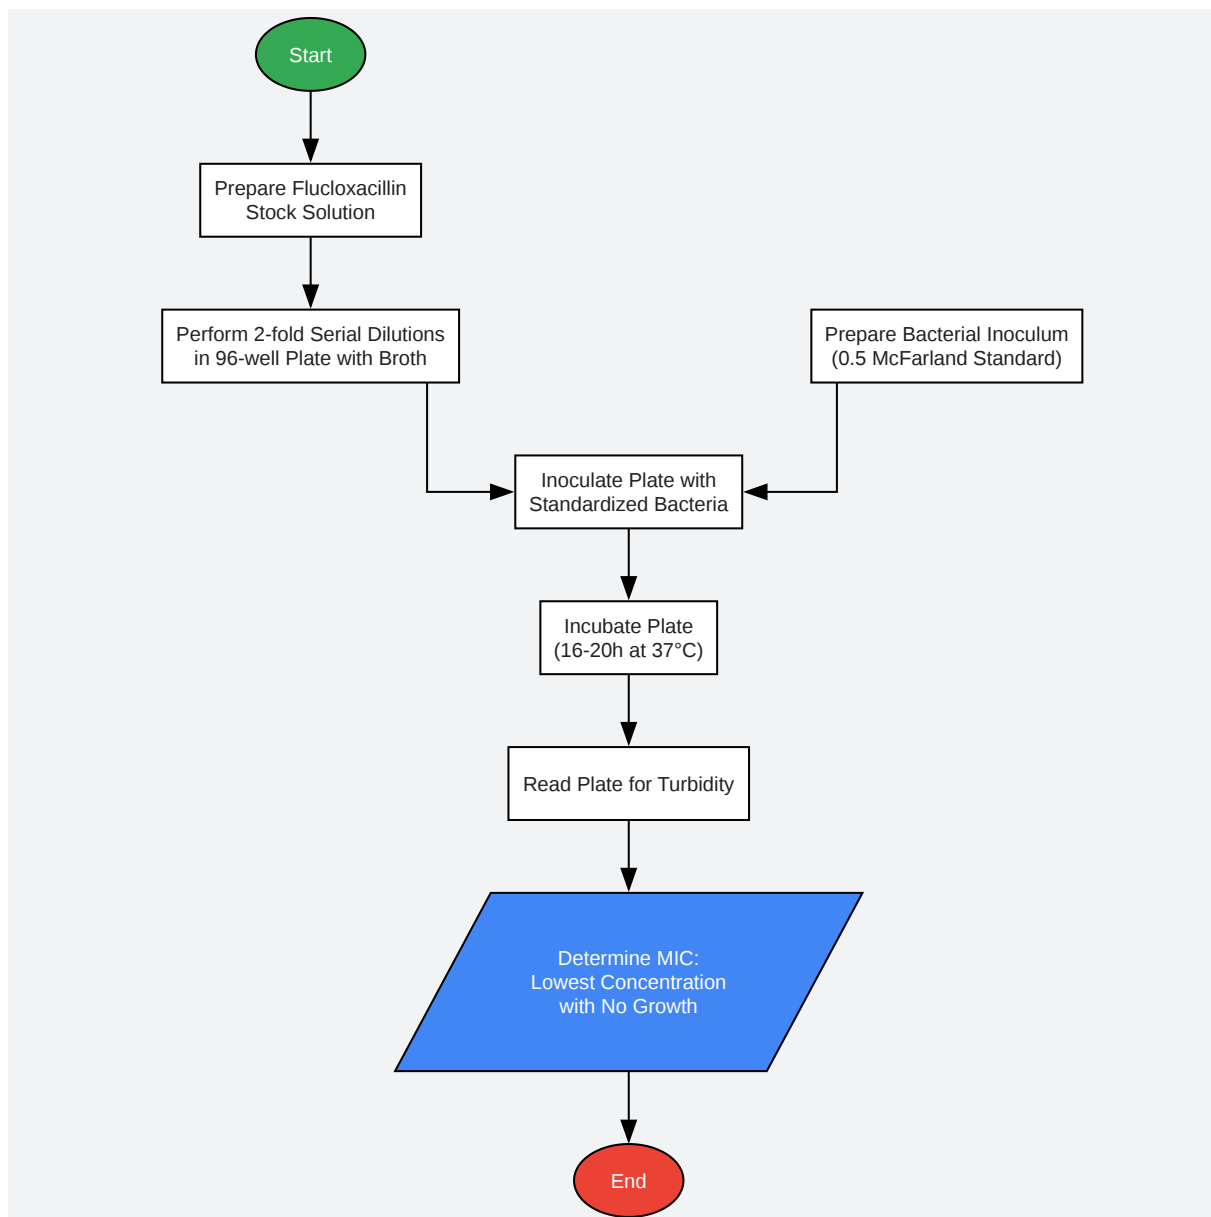 Start
Prepare Flucloxacillin
Stock Solution
Perform 2-fold Serial Dilutions
in 96-well Plate with Broth
Prepare Bacterial Inoculum
(0.5 McFarland Standard)
Inoculate Plate with
Standardized Bacteria
Incubate Plate
(16-20h at 37°C)
Read Plate for Turbidity
Determine MIC:
Lowest Concentration
with No Growth
End